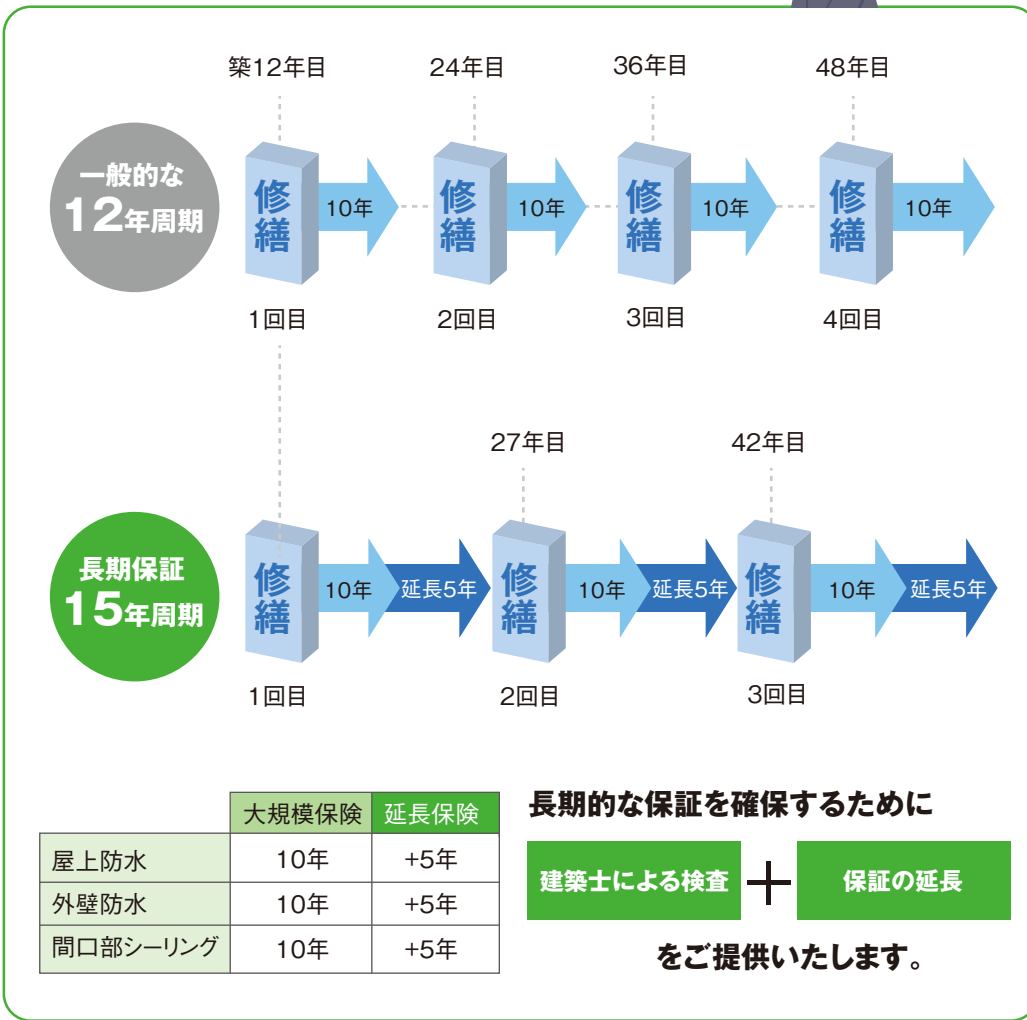 築12年目 24年目 36年目 48年目
一般的な
12年周期
修繕 10年 修繕 10年 修繕 10年 修繕 10年
1回目 2回目 3回目 4回目
27年目 42年目
長期保証
15年周期
修繕 10年 延長5年 修繕 10年 延長5年 修繕 10年 延長5年
1回目 2回目 3回目
大規模保険 延長保険
屋上防水 10年 +5年
外壁防水 10年 +5年
間口部シーリング 10年 +5年
長期的な保証を確保するために
建築士による検査 + 保証の延長
をご提供いたします。